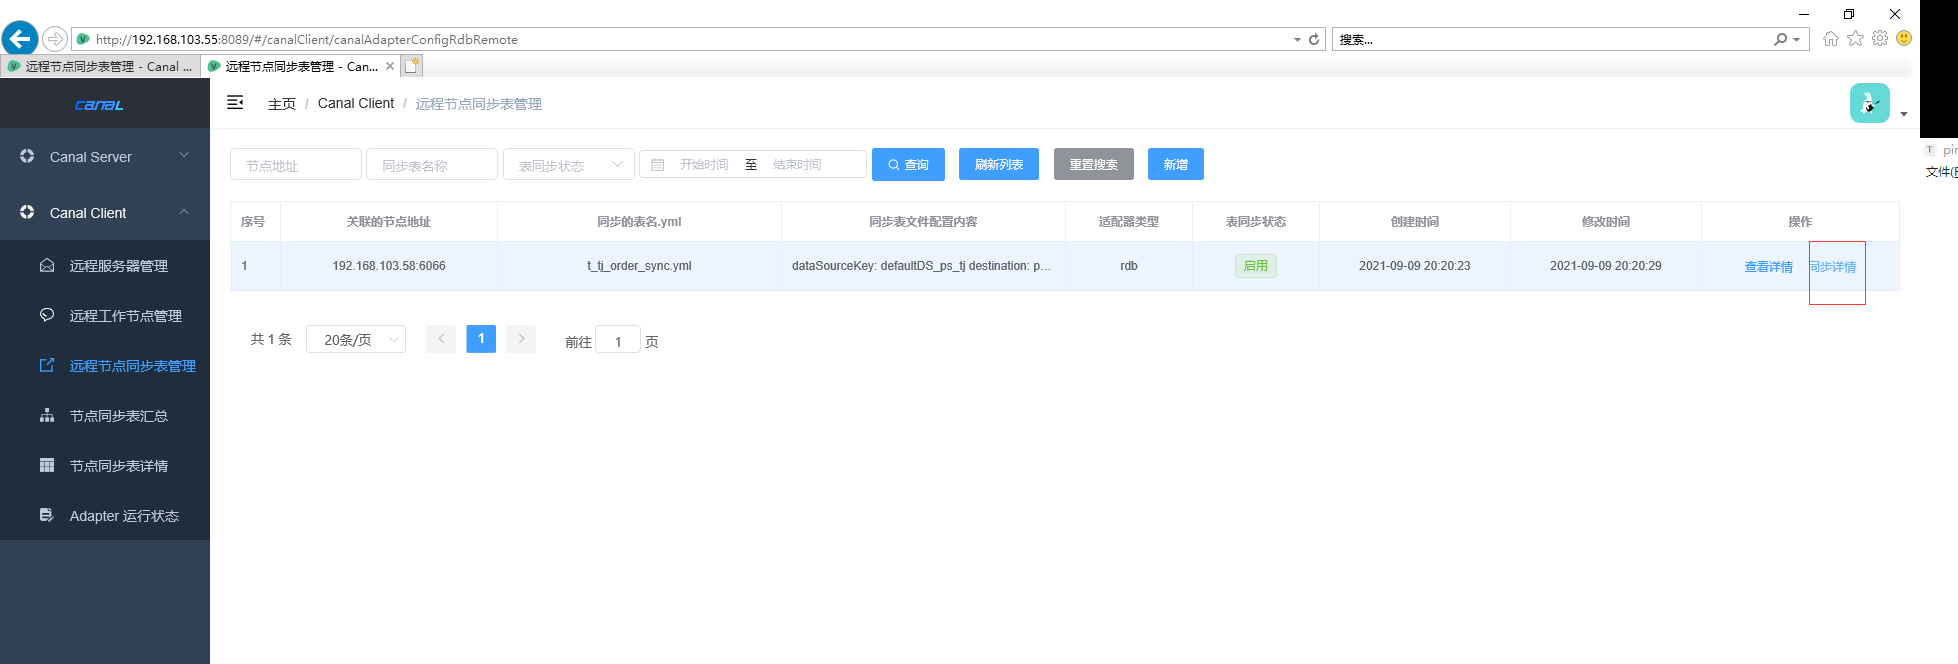 http://192.168.103.55:8089/#/canalClient/canalAdapterConfigRdbRemote
搜索...
远程节点同步表管理 - Canal ...
远程节点同步表管理 - Can...
canal
主页 / Canal Client / 远程节点同步表管理
Canal Server
Canal Client
远程服务器管理
远程工作节点管理
远程节点同步表管理
节点同步表汇总
节点同步表详情
Adapter 运行状态
节点地址 同步表名称 表同步状态 开始时间 至 结束时间 查询 刷新列表 重置搜索 新增
序号 关联的节点地址 同步的表名.yml 同步表文件配置内容 适配器类型 表同步状态 创建时间 修改时间 操作
1 192.168.103.58:6066 t_tj_order_sync.yml dataSourceKey: defaultDS_ps_tj destination: p... rdb 启用 2021-09-09 20:20:23 2021-09-09 20:20:29 查看详情 同步详情
共 1 条 20条/页 1 前往 1 页
T pin
文件(